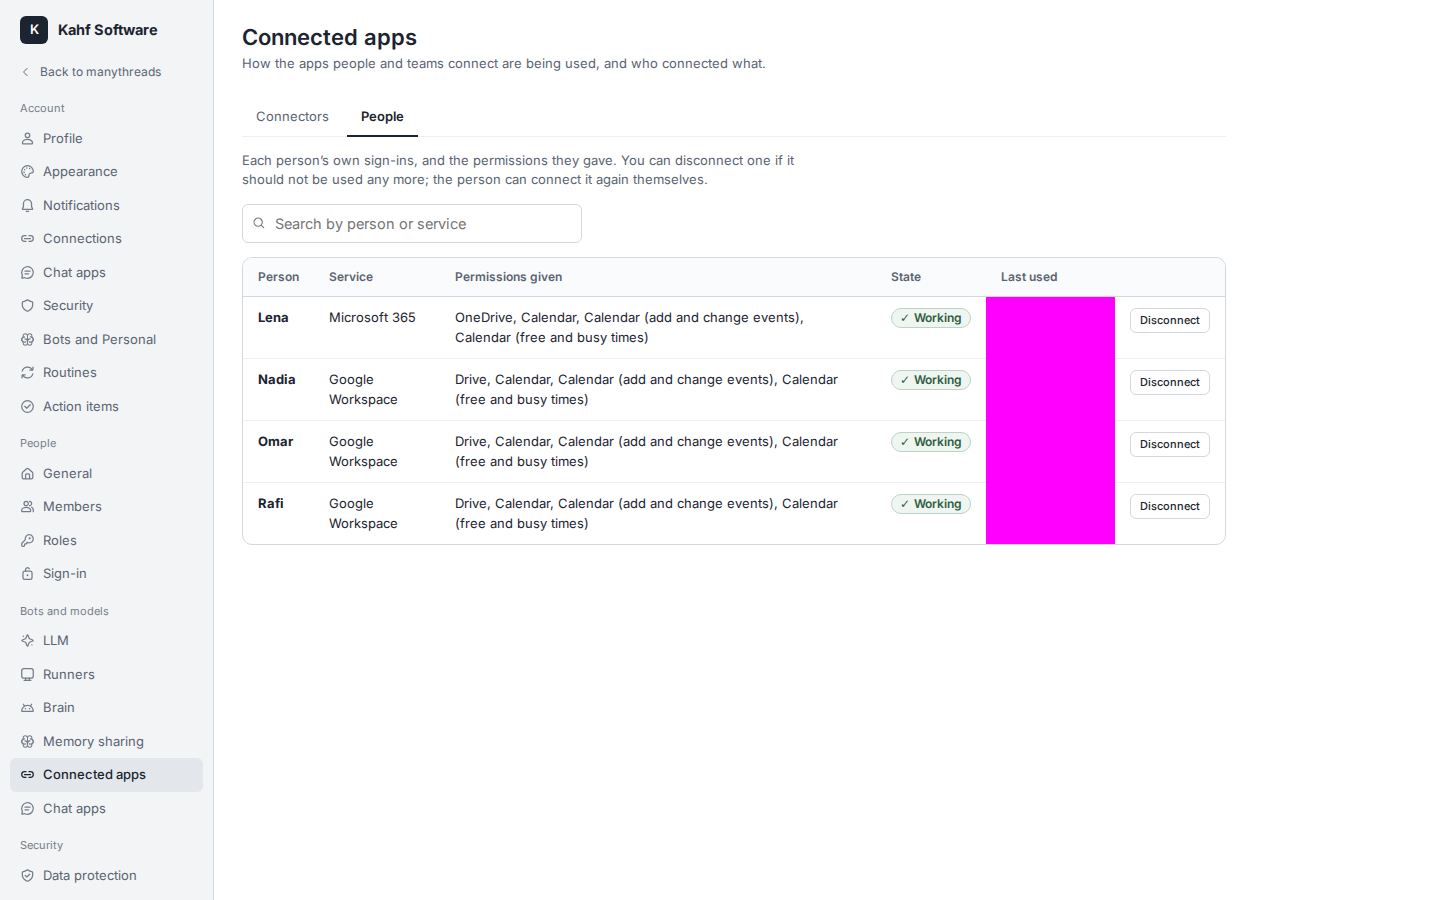 K Kahf Software
Back to manythreads
Account
Profile
Appearance
Notifications
Connections
Chat apps
Security
Bots and Personal
Routines
Action items
People
General
Members
Roles
Sign-in
Bots and models
LLM
Runners
Brain
Memory sharing
Connected apps
Chat apps
Security
Data protection
Connected apps
How the apps people and teams connect are being used, and who connected what.
Connectors People
Each person’s own sign-ins, and the permissions they gave. You can disconnect one if it
should not be used any more; the person can connect it again themselves.
Search by person or service
Person Service Permissions given State Last used
Lena Microsoft 365 OneDrive, Calendar, Calendar (add and change events), ✓ Working Disconnect
Calendar (free and busy times)
Nadia Google Drive, Calendar, Calendar (add and change events), Calendar ✓ Working Disconnect
Workspace (free and busy times)
Omar Google Drive, Calendar, Calendar (add and change events), Calendar ✓ Working Disconnect
Workspace (free and busy times)
Rafi Google Drive, Calendar, Calendar (add and change events), Calendar ✓ Working Disconnect
Workspace (free and busy times)